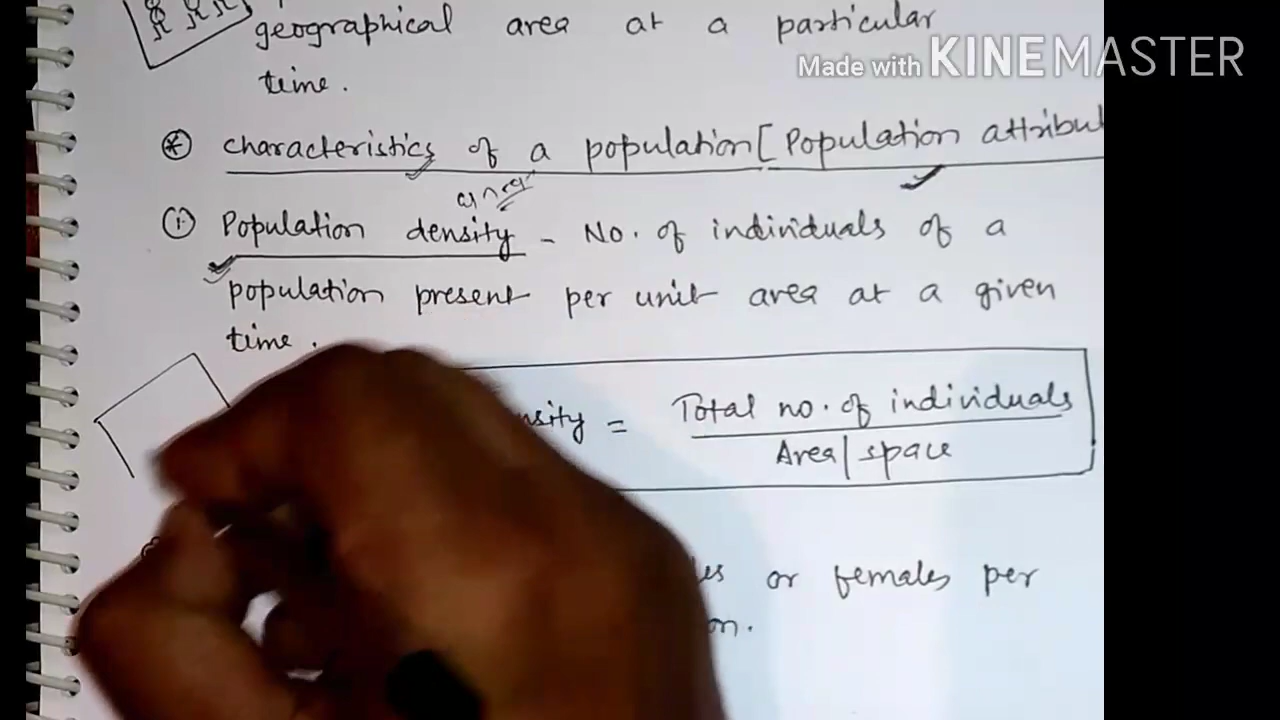 geographical area at a particular
Made with KINEMASTER
time.
characteristics of a population [Population attribut
① Population density - No. of individuals of a
population present per unit area at a given
time.
nsity = Total no. of individuals
Area/space
es or females per
on.